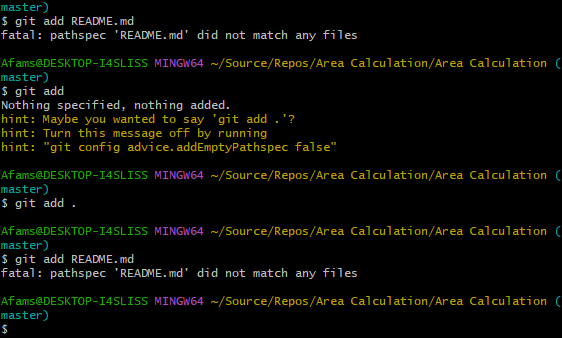 master)
$ git add README.md
fatal: pathspec 'README.md' did not match any files
Afams@DESKTOP-I4SLISS MINGW64 ~/Source/Repos/Area Calculation/Area Calculation (
master)
$ git add
Nothing specified, nothing added.
hint: Maybe you wanted to say 'git add .'?
hint: Turn this message off by running
hint: "git config advice.addEmptyPathspec false"
Afams@DESKTOP-I4SLISS MINGW64 ~/Source/Repos/Area Calculation/Area Calculation (
master)
$ git add .
Afams@DESKTOP-I4SLISS MINGW64 ~/Source/Repos/Area Calculation/Area Calculation (
master)
$ git add README.md
fatal: pathspec 'README.md' did not match any files
Afams@DESKTOP-I4SLISS MINGW64 ~/Source/Repos/Area Calculation/Area Calculation (
master)
$